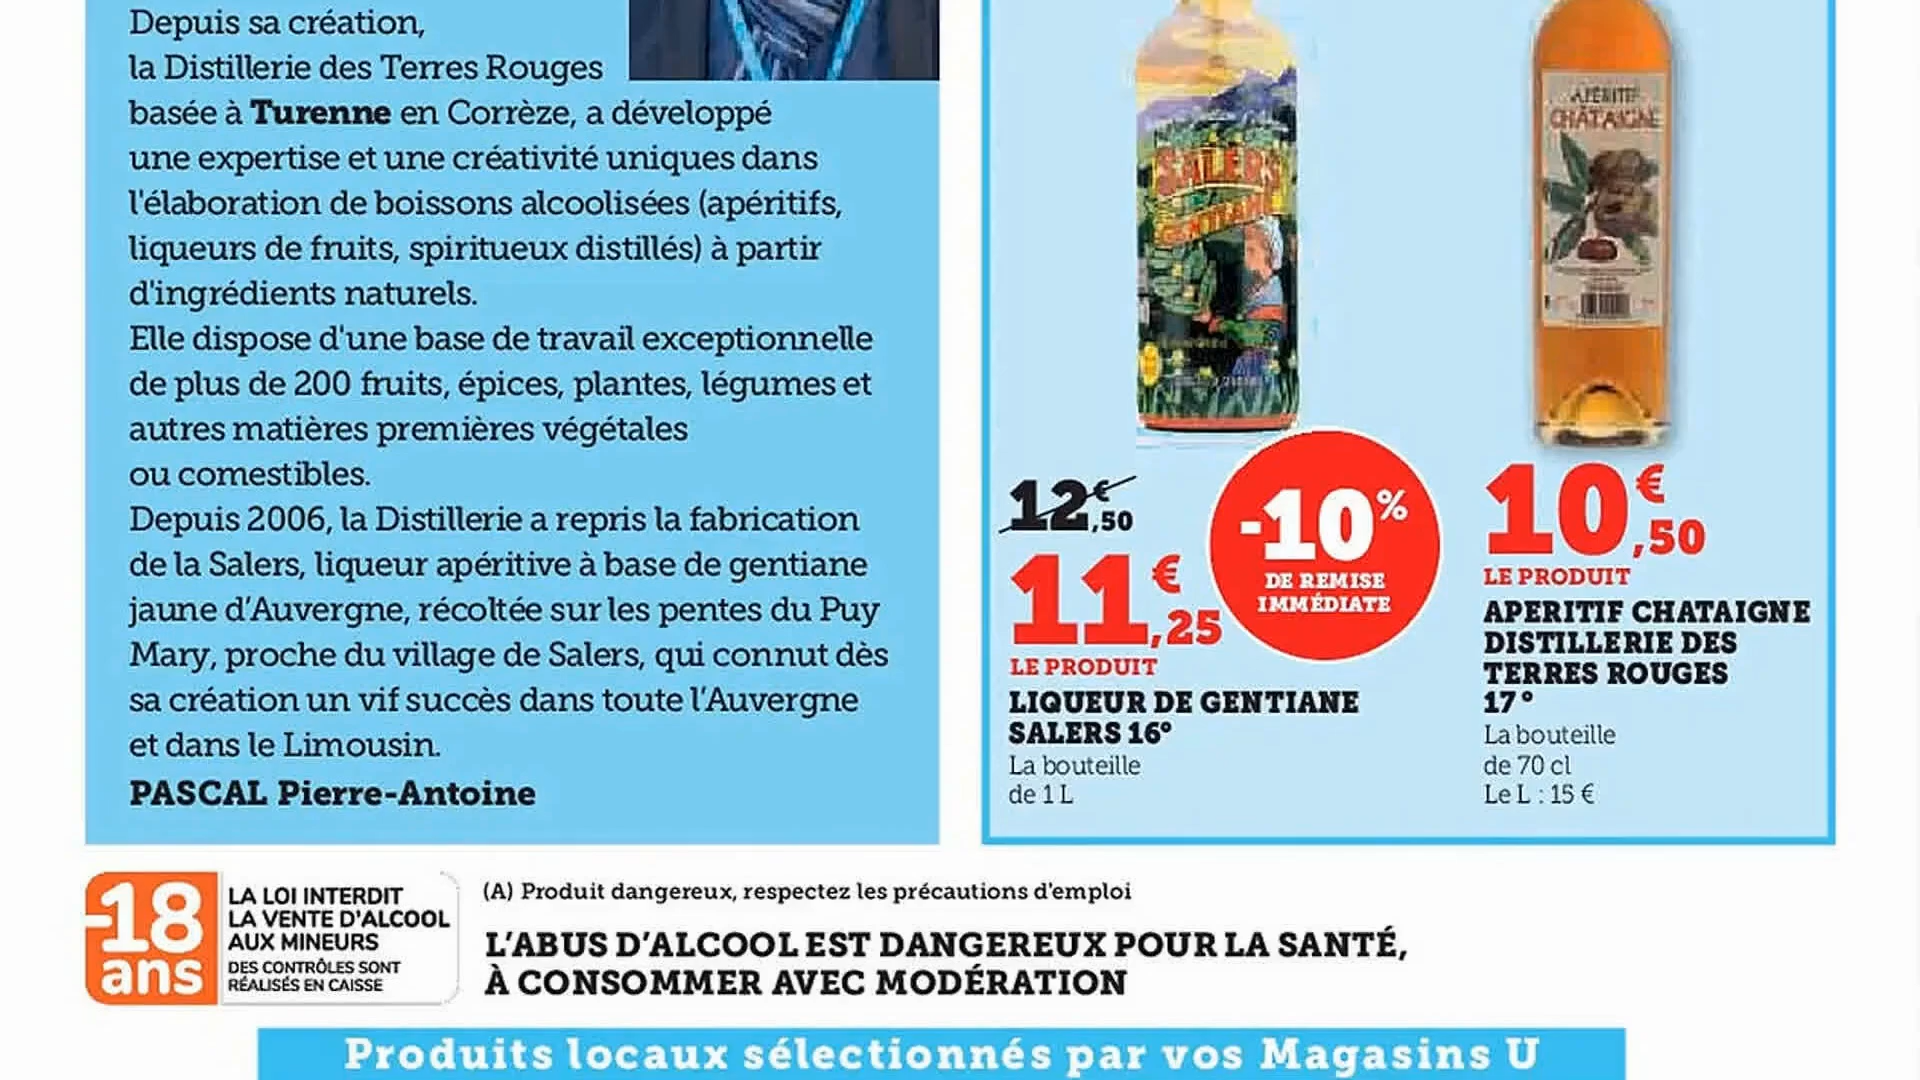 Depuis sa création,
la Distillerie des Terres Rouges
basée à Turenne en Corrèze, a développé
une expertise et une créativité uniques dans
l'élaboration de boissons alcoolisées (apéritifs,
liqueurs de fruits, spiritueux distillés) à partir
d'ingrédients naturels.
Elle dispose d'une base de travail exceptionnelle
de plus de 200 fruits, épices, plantes, légumes et
autres matières premières végétales
ou comestibles.
Depuis 2006, la Distillerie a repris la fabrication
de la Salers, liqueur apéritive à base de gentiane
jaune d’Auvergne, récoltée sur les pentes du Puy
Mary, proche du village de Salers, qui connut dès
sa création un vif succès dans toute l’Auvergne
et dans le Limousin.
PASCAL Pierre-Antoine
SALERS
GENTIANE
12€,50
11€,25
LE PRODUIT
-10%
DE REMISE
IMMÉDIATE
LIQUEUR DE GENTIANE
SALERS 16°
La bouteille
de 1 L
APÉRITIF
CHÂTAIGNE
10€,50
LE PRODUIT
APERITIF CHATAIGNE
DISTILLERIE DES
TERRES ROUGES
17°
La bouteille
de 70 cl
Le L : 15 €
-18
ans
LA LOI INTERDIT
LA VENTE D'ALCOOL
AUX MINEURS
DES CONTRÔLES SONT
RÉALISÉS EN CAISSE
(A) Produit dangereux, respectez les précautions d'emploi
L’ABUS D’ALCOOL EST DANGEREUX POUR LA SANTÉ,
À CONSOMMER AVEC MODÉRATION
Produits locaux sélectionnés par vos Magasins U